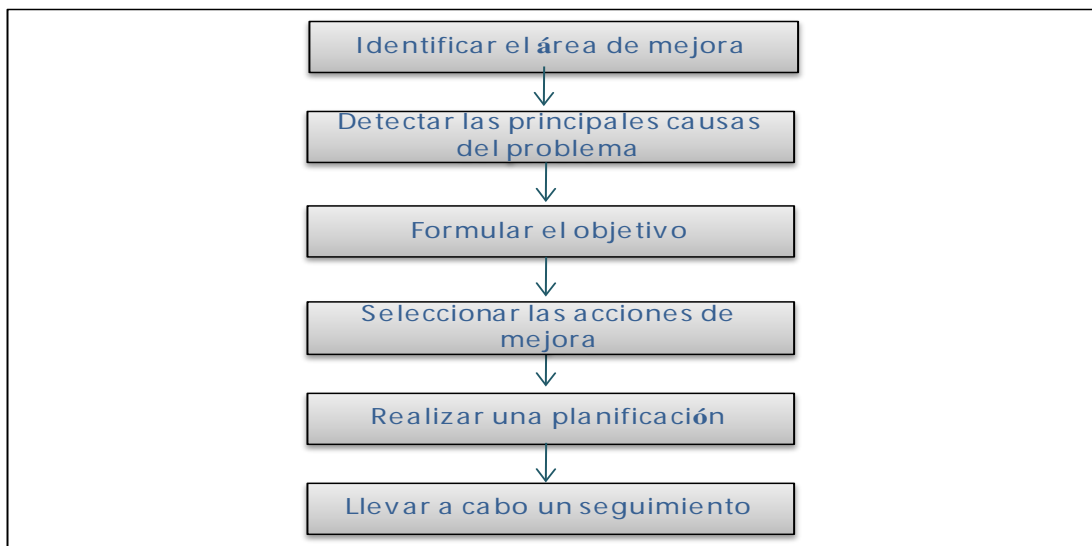 Identificar el área de mejora
Detectar las principales causas
del problema
Formular el objetivo
Seleccionar las acciones de
mejora
Realizar una planificación
Llevar a cabo un seguimiento